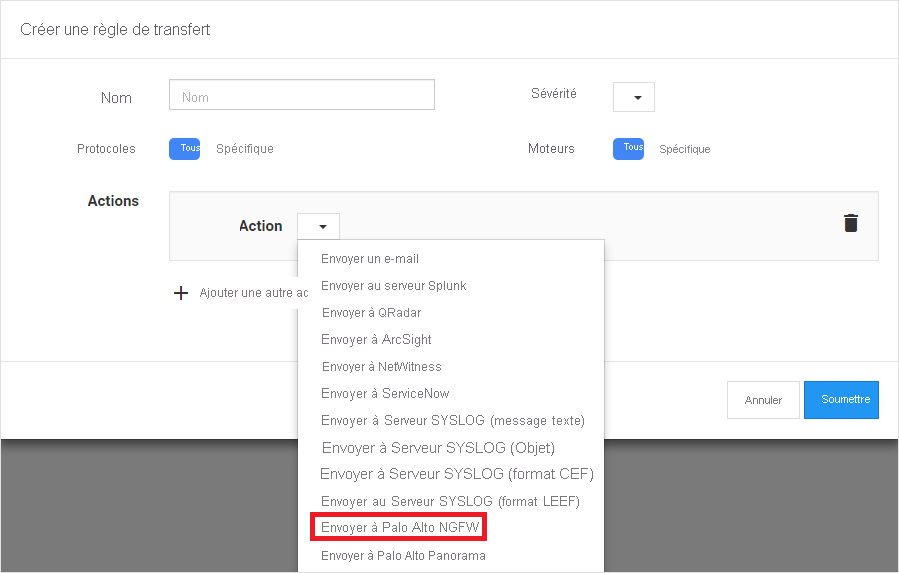 Créer une règle de transfert
Nom
Nom
Sévérité
Protocoles
Tous
Spécifique
Moteurs
Tous
Spécifique
Actions
Action
Ajouter une autre ac
Envoyer un e-mail
Envoyer au serveur Splunk
Envoyer à QRadar
Envoyer à ArcSight
Envoyer à NetWitness
Envoyer à ServiceNow
Envoyer à Serveur SYSLOG (message texte)
Envoyer à Serveur SYSLOG (Objet)
Envoyer à Serveur SYSLOG (format CEF)
Envoyer au Serveur SYSLOG (format LEEF)
Envoyer à Palo Alto NGFW
Envoyer à Palo Alto Panorama
Annuler
Soumettre